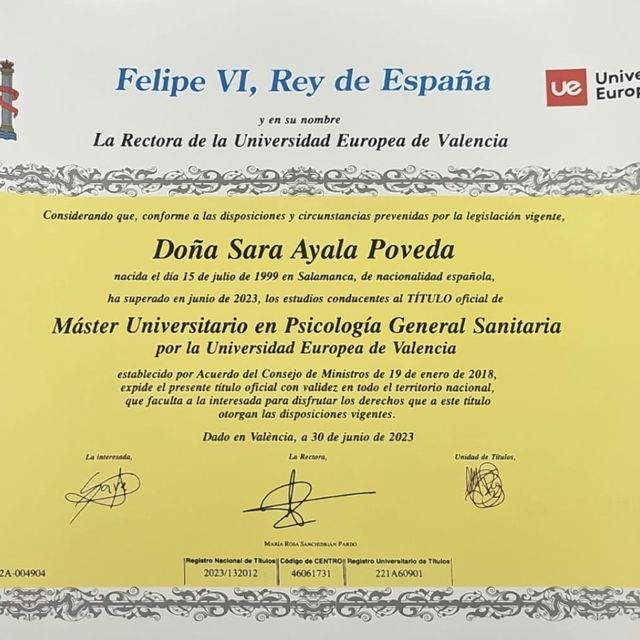 Felipe VI, Rey de España
ue
y en su nombre
La Rectora de la Universidad Europea de Valencia
Considerando que, conforme a las disposiciones y circunstancias prevenidas por la legislación vigente,
Doña Sara Ayala Poveda
nacida el día 15 de julio de 1999 en Salamanca, de nacionalidad española,
ha superado en junio de 2023, los estudios conducentes al TÍTULO oficial de
Máster Universitario en Psicología General Sanitaria
por la Universidad Europea de Valencia
establecido por Acuerdo del Consejo de Ministros de 19 de enero de 2018,
expide el presente título oficial con validez en todo el territorio nacional,
que faculta a la interesada para disfrutar los derechos que a este título
otorgan las disposiciones vigentes.
Dado en València, a 30 de junio de 2023
La interesada, La Rectora, Unidad de Títulos,
MARÍA ROSA SANCHIDRIÁN PARDO
Registro Nacional de Títulos Código de CENTRO Registro Universitario de Títulos
2A-004904 2023/132012 46061731 221A60901